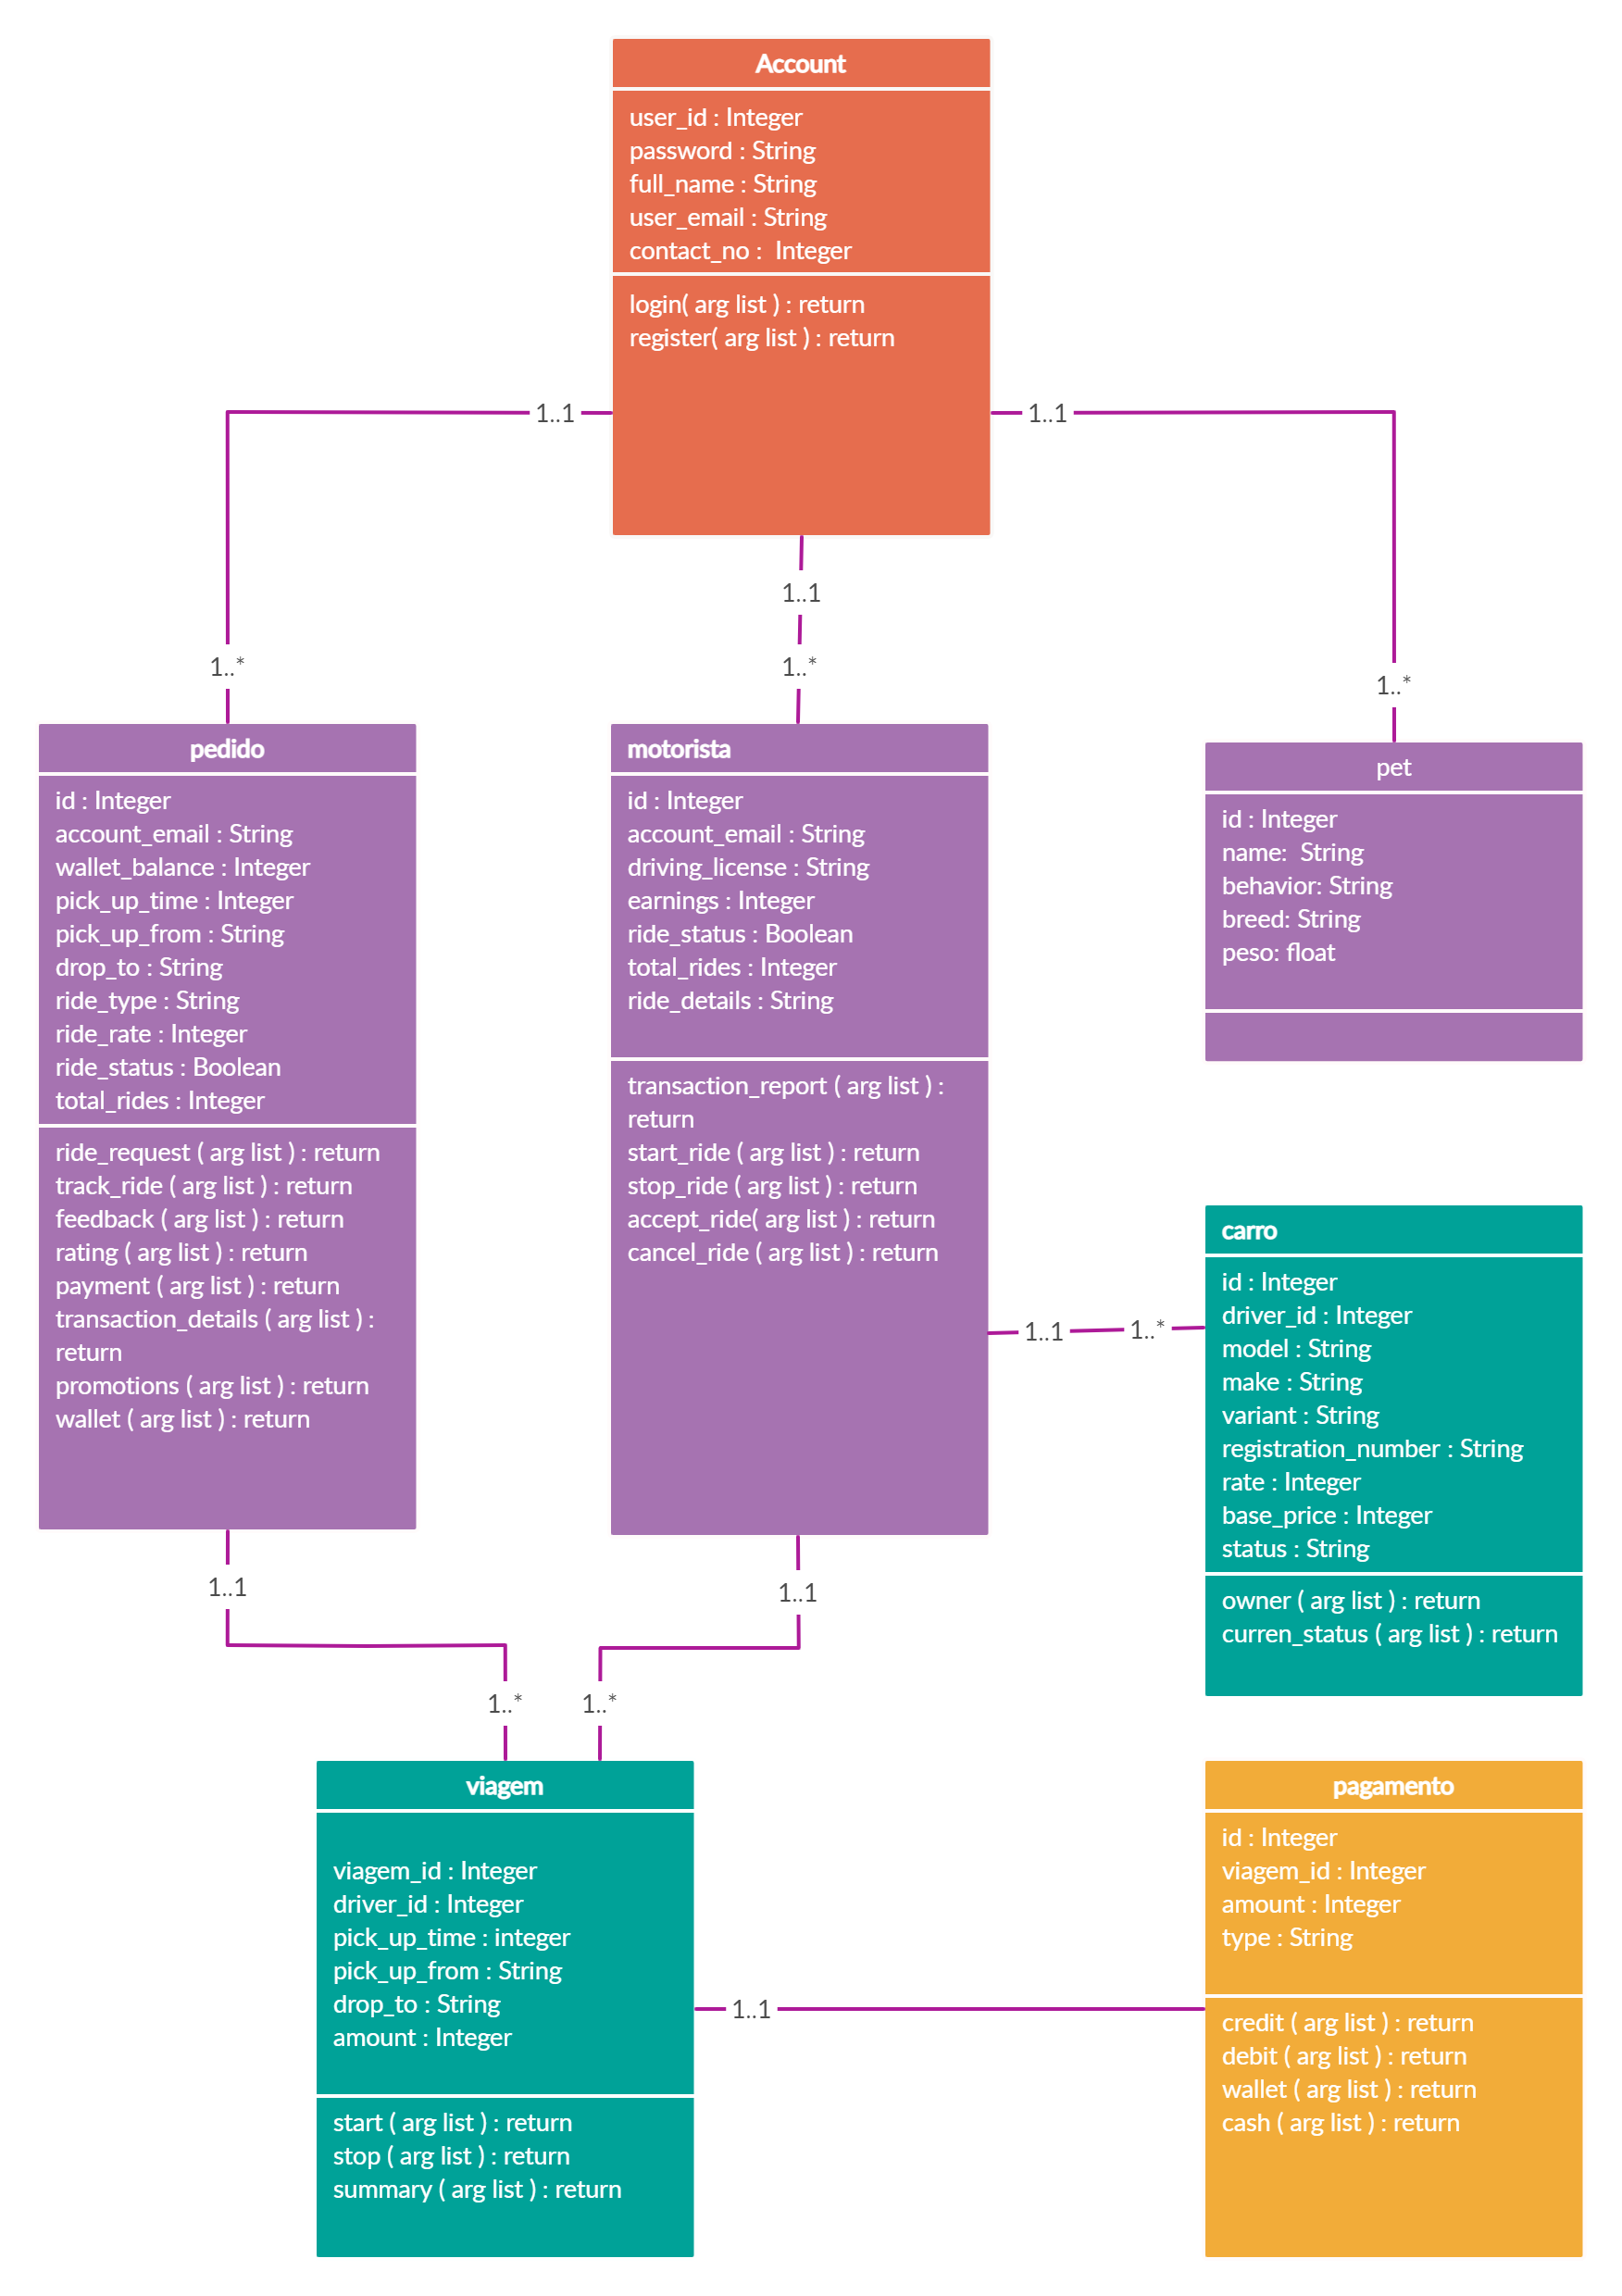 Account
user_id : Integer
password : String
full_name : String
user_email : String
contact_no :  Integer
login( arg list ) : return
register( arg list ) : return
1..1
1..1
1..1
1..*
1..*
1..*
pedido
id : Integer
account_email : String
wallet_balance : Integer
pick_up_time : Integer
pick_up_from : String
drop_to : String
ride_type : String
ride_rate : Integer
ride_status : Boolean
total_rides : Integer
ride_request ( arg list ) : return
track_ride ( arg list ) : return
feedback ( arg list ) : return
rating ( arg list ) : return
payment ( arg list ) : return
transaction_details ( arg list ) :
return
promotions ( arg list ) : return
wallet ( arg list ) : return
motorista
id : Integer
account_email : String
driving_license : String
earnings : Integer
ride_status : Boolean
total_rides : Integer
ride_details : String
transaction_report ( arg list ) :
return
start_ride ( arg list ) : return
stop_ride ( arg list ) : return
accept_ride( arg list ) : return
cancel_ride ( arg list ) : return
pet
id : Integer
name:  String
behavior: String
breed: String
peso: float
1..1
1..*
carro
id : Integer
driver_id : Integer
model : String
make : String
variant : String
registration_number : String
rate : Integer
base_price : Integer
status : String
owner ( arg list ) : return
curren_status ( arg list ) : return
1..1
1..1
1..*
1..*
viagem
viagem_id : Integer
driver_id : Integer
pick_up_time : integer
pick_up_from : String
drop_to : String
amount : Integer
start ( arg list ) : return
stop ( arg list ) : return
summary ( arg list ) : return
1..1
pagamento
id : Integer
viagem_id : Integer
amount : Integer
type : String
credit ( arg list ) : return
debit ( arg list ) : return
wallet ( arg list ) : return
cash ( arg list ) : return